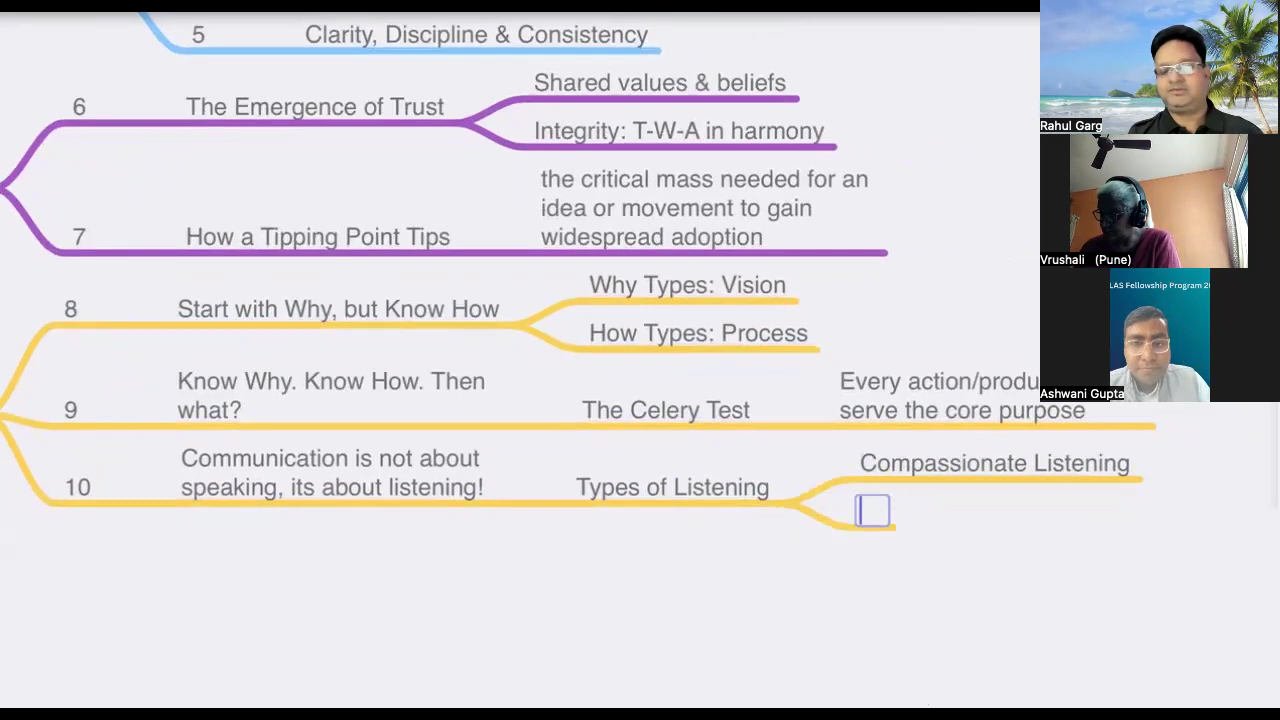 5 Clarity, Discipline & Consistency
6 The Emergence of Trust
Shared values & beliefs
Integrity: T-W-A in harmony
7 How a Tipping Point Tips
the critical mass needed for an
idea or movement to gain
widespread adoption
8 Start with Why, but Know How
Why Types: Vision
How Types: Process
9 Know Why. Know How. Then
what?
The Celery Test
Every action/produ
serve the core purpose
10 Communication is not about
speaking, its about listening!
Types of Listening
Compassionate Listening
Rahul Garg
Vrushali (Pune)
LAS Fellowship Program 20
Ashwani Gupta